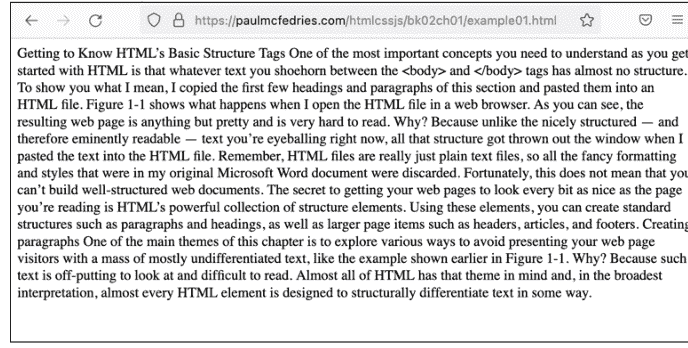 https://paulmcfedries.com/htmlcssjs/bk02ch01/example01.html
Getting to Know HTML's Basic Structure Tags One of the most important concepts you need to understand as you get
started with HTML is that whatever text you shoehorn between the <body> and </body> tags has almost no structure.
To show you what I mean, I copied the first few headings and paragraphs of this section and pasted them into an
HTML file. Figure 1-1 shows what happens when I open the HTML file in a web browser. As you can see, the
resulting web page is anything but pretty and is very hard to read. Why? Because unlike the nicely structured — and
therefore eminently readable — text you're eyeballing right now, all that structure got thrown out the window when I
pasted the text into the HTML file. Remember, HTML files are really just plain text files, so all the fancy formatting
and styles that were in my original Microsoft Word document were discarded. Fortunately, this does not mean that you
can't build well-structured web documents. The secret to getting your web pages to look every bit as nice as the page
you're reading is HTML's powerful collection of structure elements. Using these elements, you can create standard
structures such as paragraphs and headings, as well as larger page items such as headers, articles, and footers. Creating
paragraphs One of the main themes of this chapter is to explore various ways to avoid presenting your web page
visitors with a mass of mostly undifferentiated text, like the example shown earlier in Figure 1-1. Why? Because such
text is off-putting to look at and difficult to read. Almost all of HTML has that theme in mind and, in the broadest
interpretation, almost every HTML element is designed to structurally differentiate text in some way.